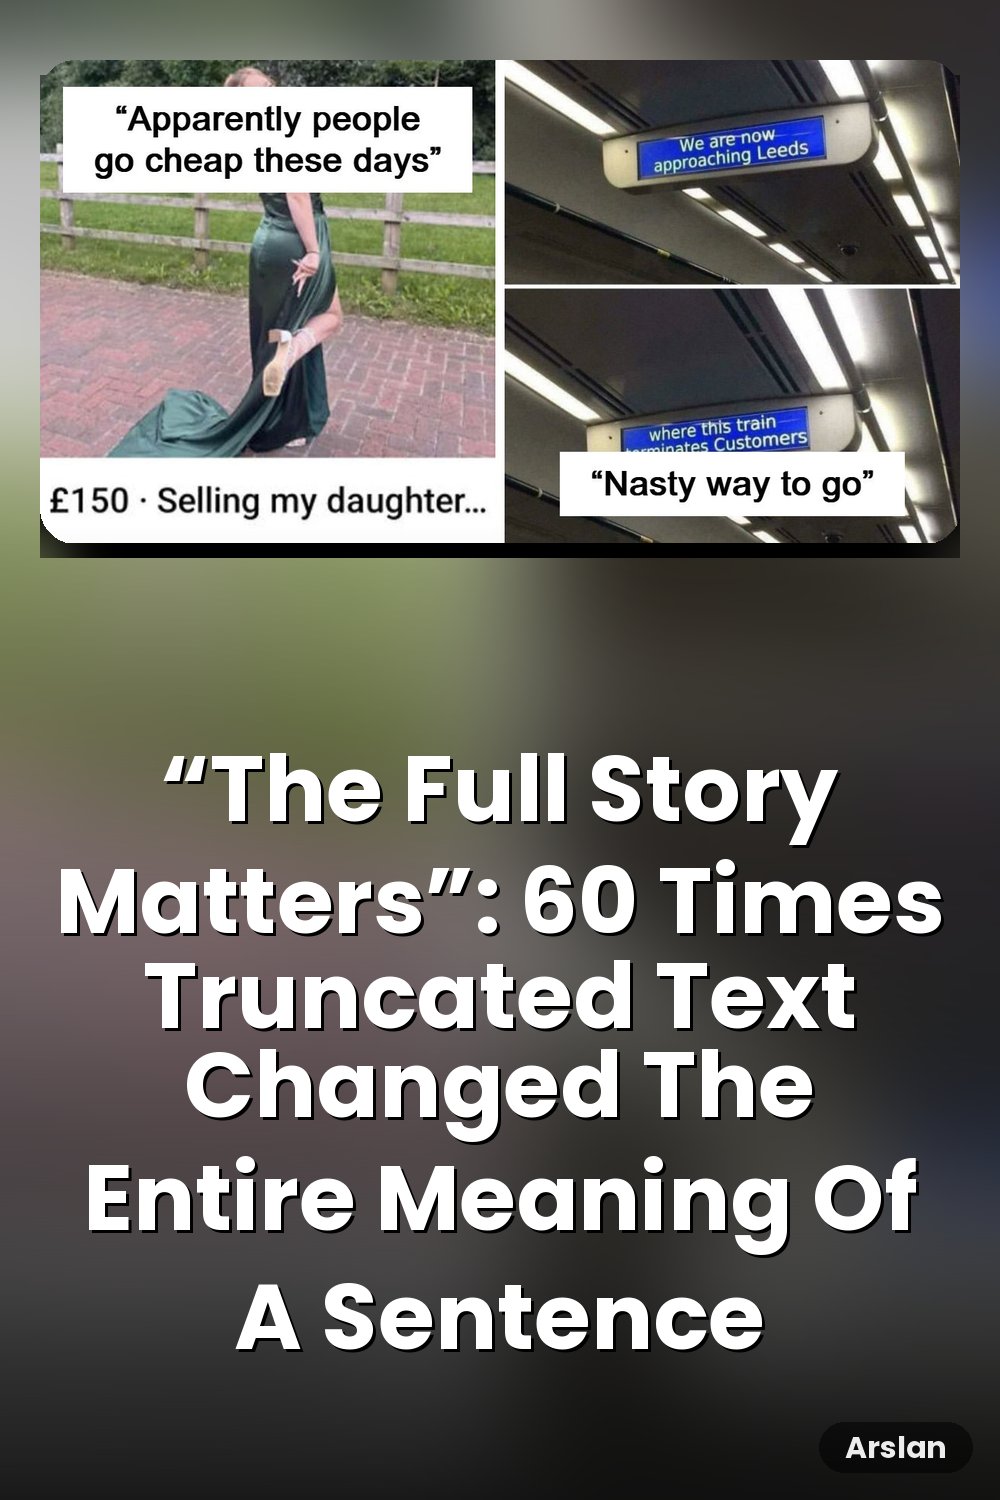 “Apparently people
go cheap these days”
£150 · Selling my daughter...
We are now
approaching Leeds
where this train
terminates Customers
“Nasty way to go”
“The Full Story
Matters”: 60 Times
Truncated Text
Changed The
Entire Meaning Of
A Sentence
Arslan